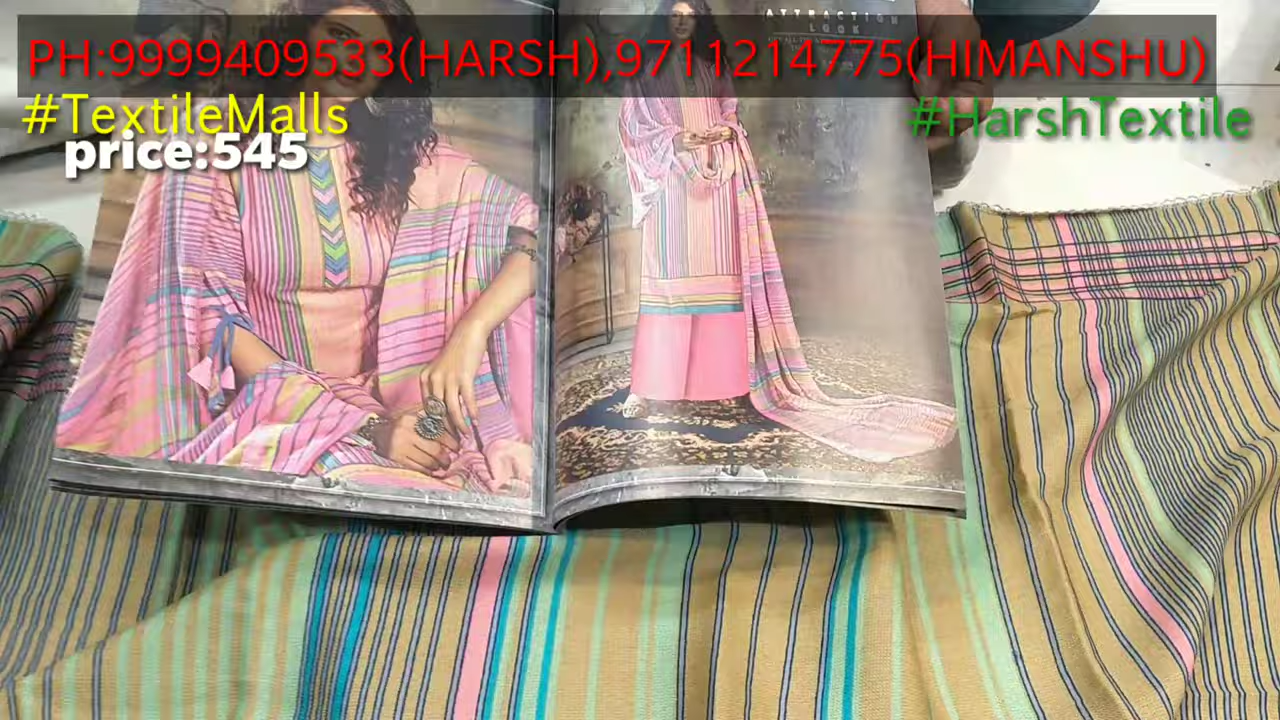 ATTRACTION
LOOK
PH:9999409533(HARSH),9711214775(HIMANSHU)
#TextileMalls
#HarshTextile
price:545